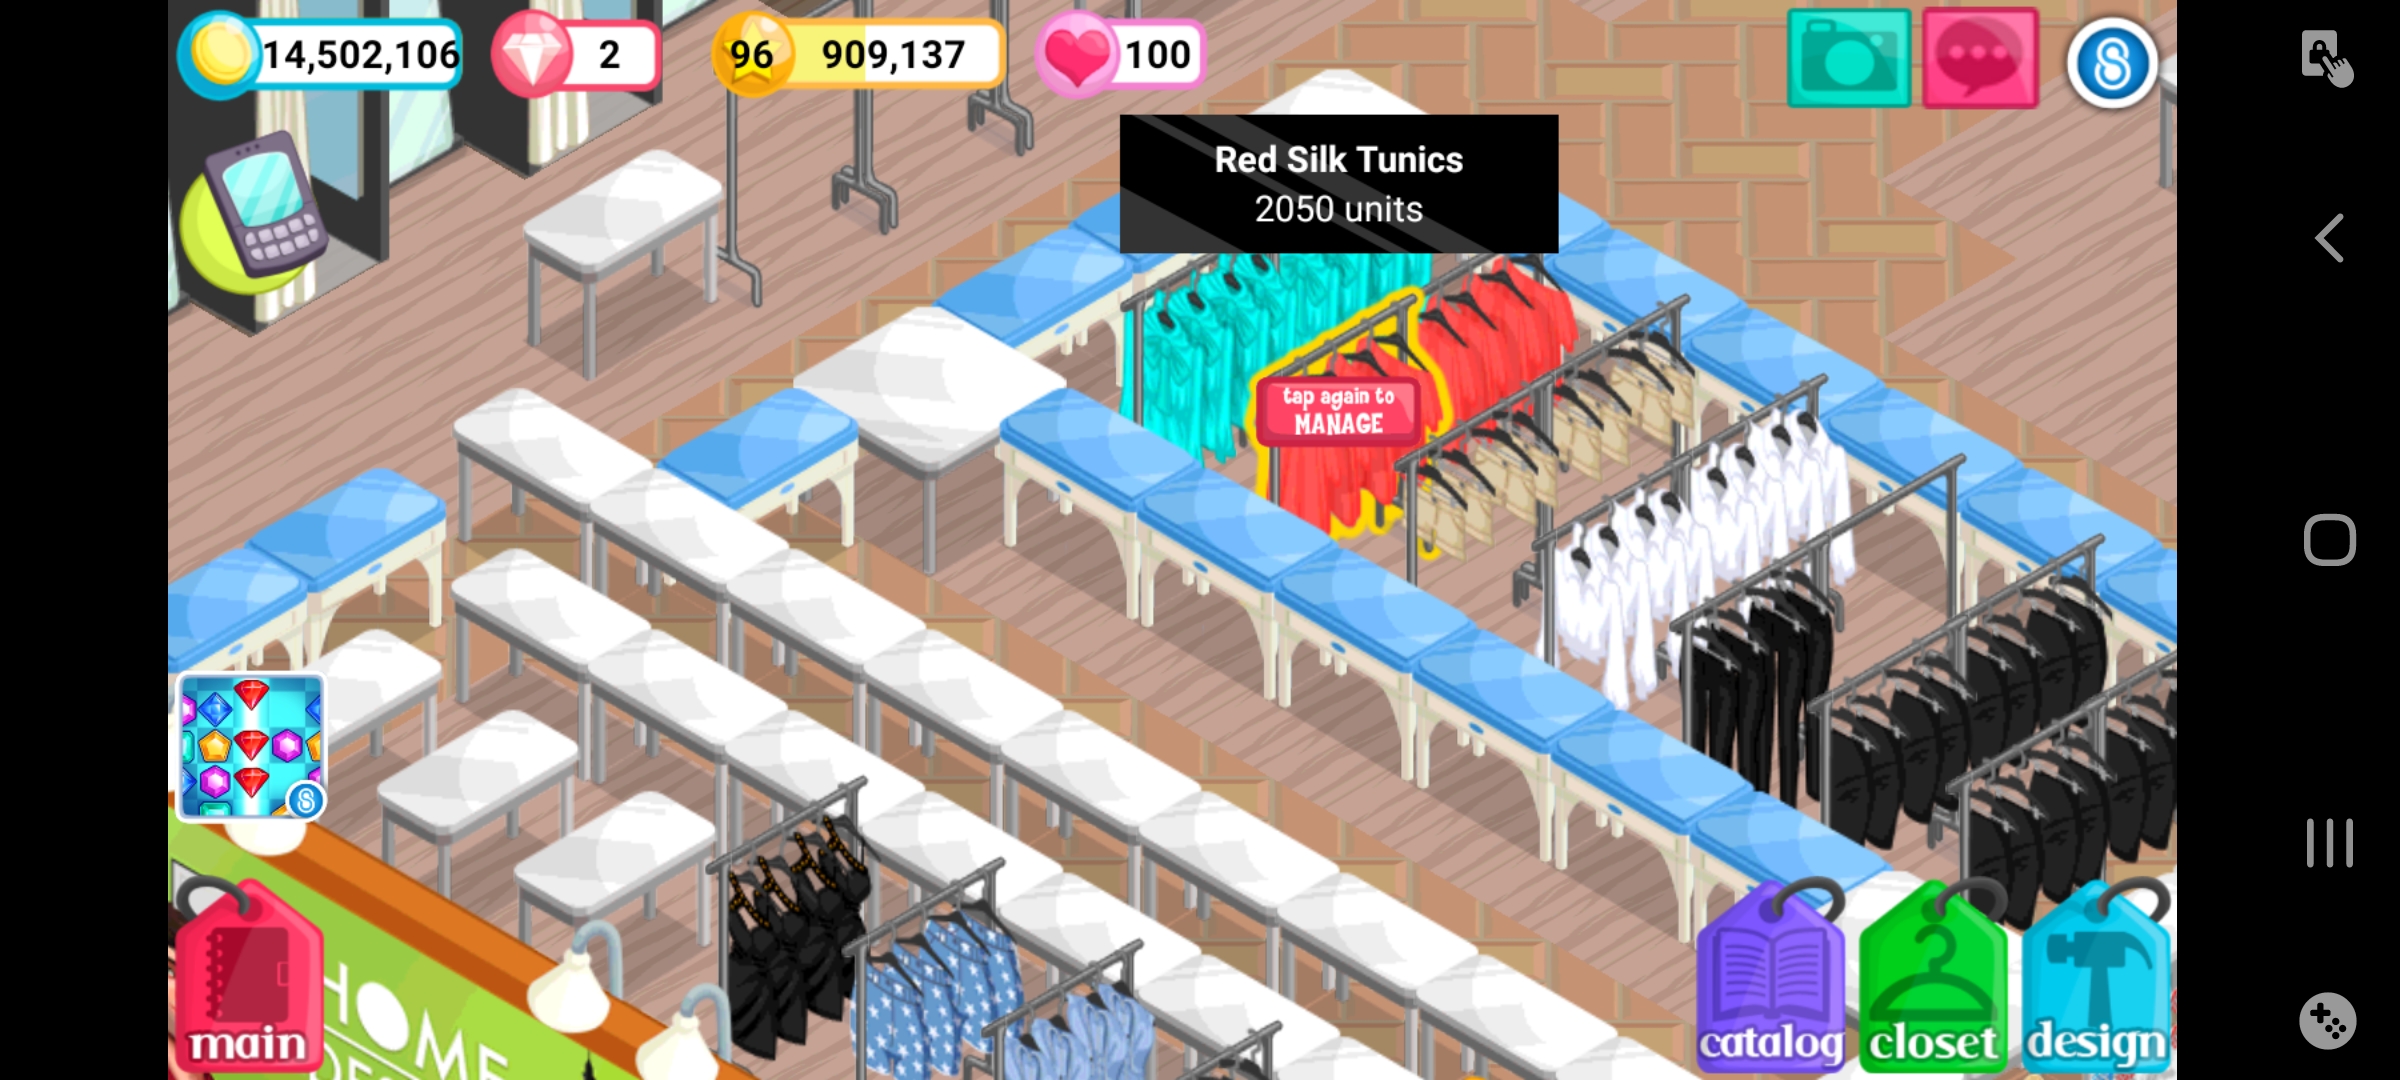 14,502,106
2
96
909,137
100
Red Silk Tunics
2050 units
tap again to
MANAGE
HOME
main
catalog
closet
design